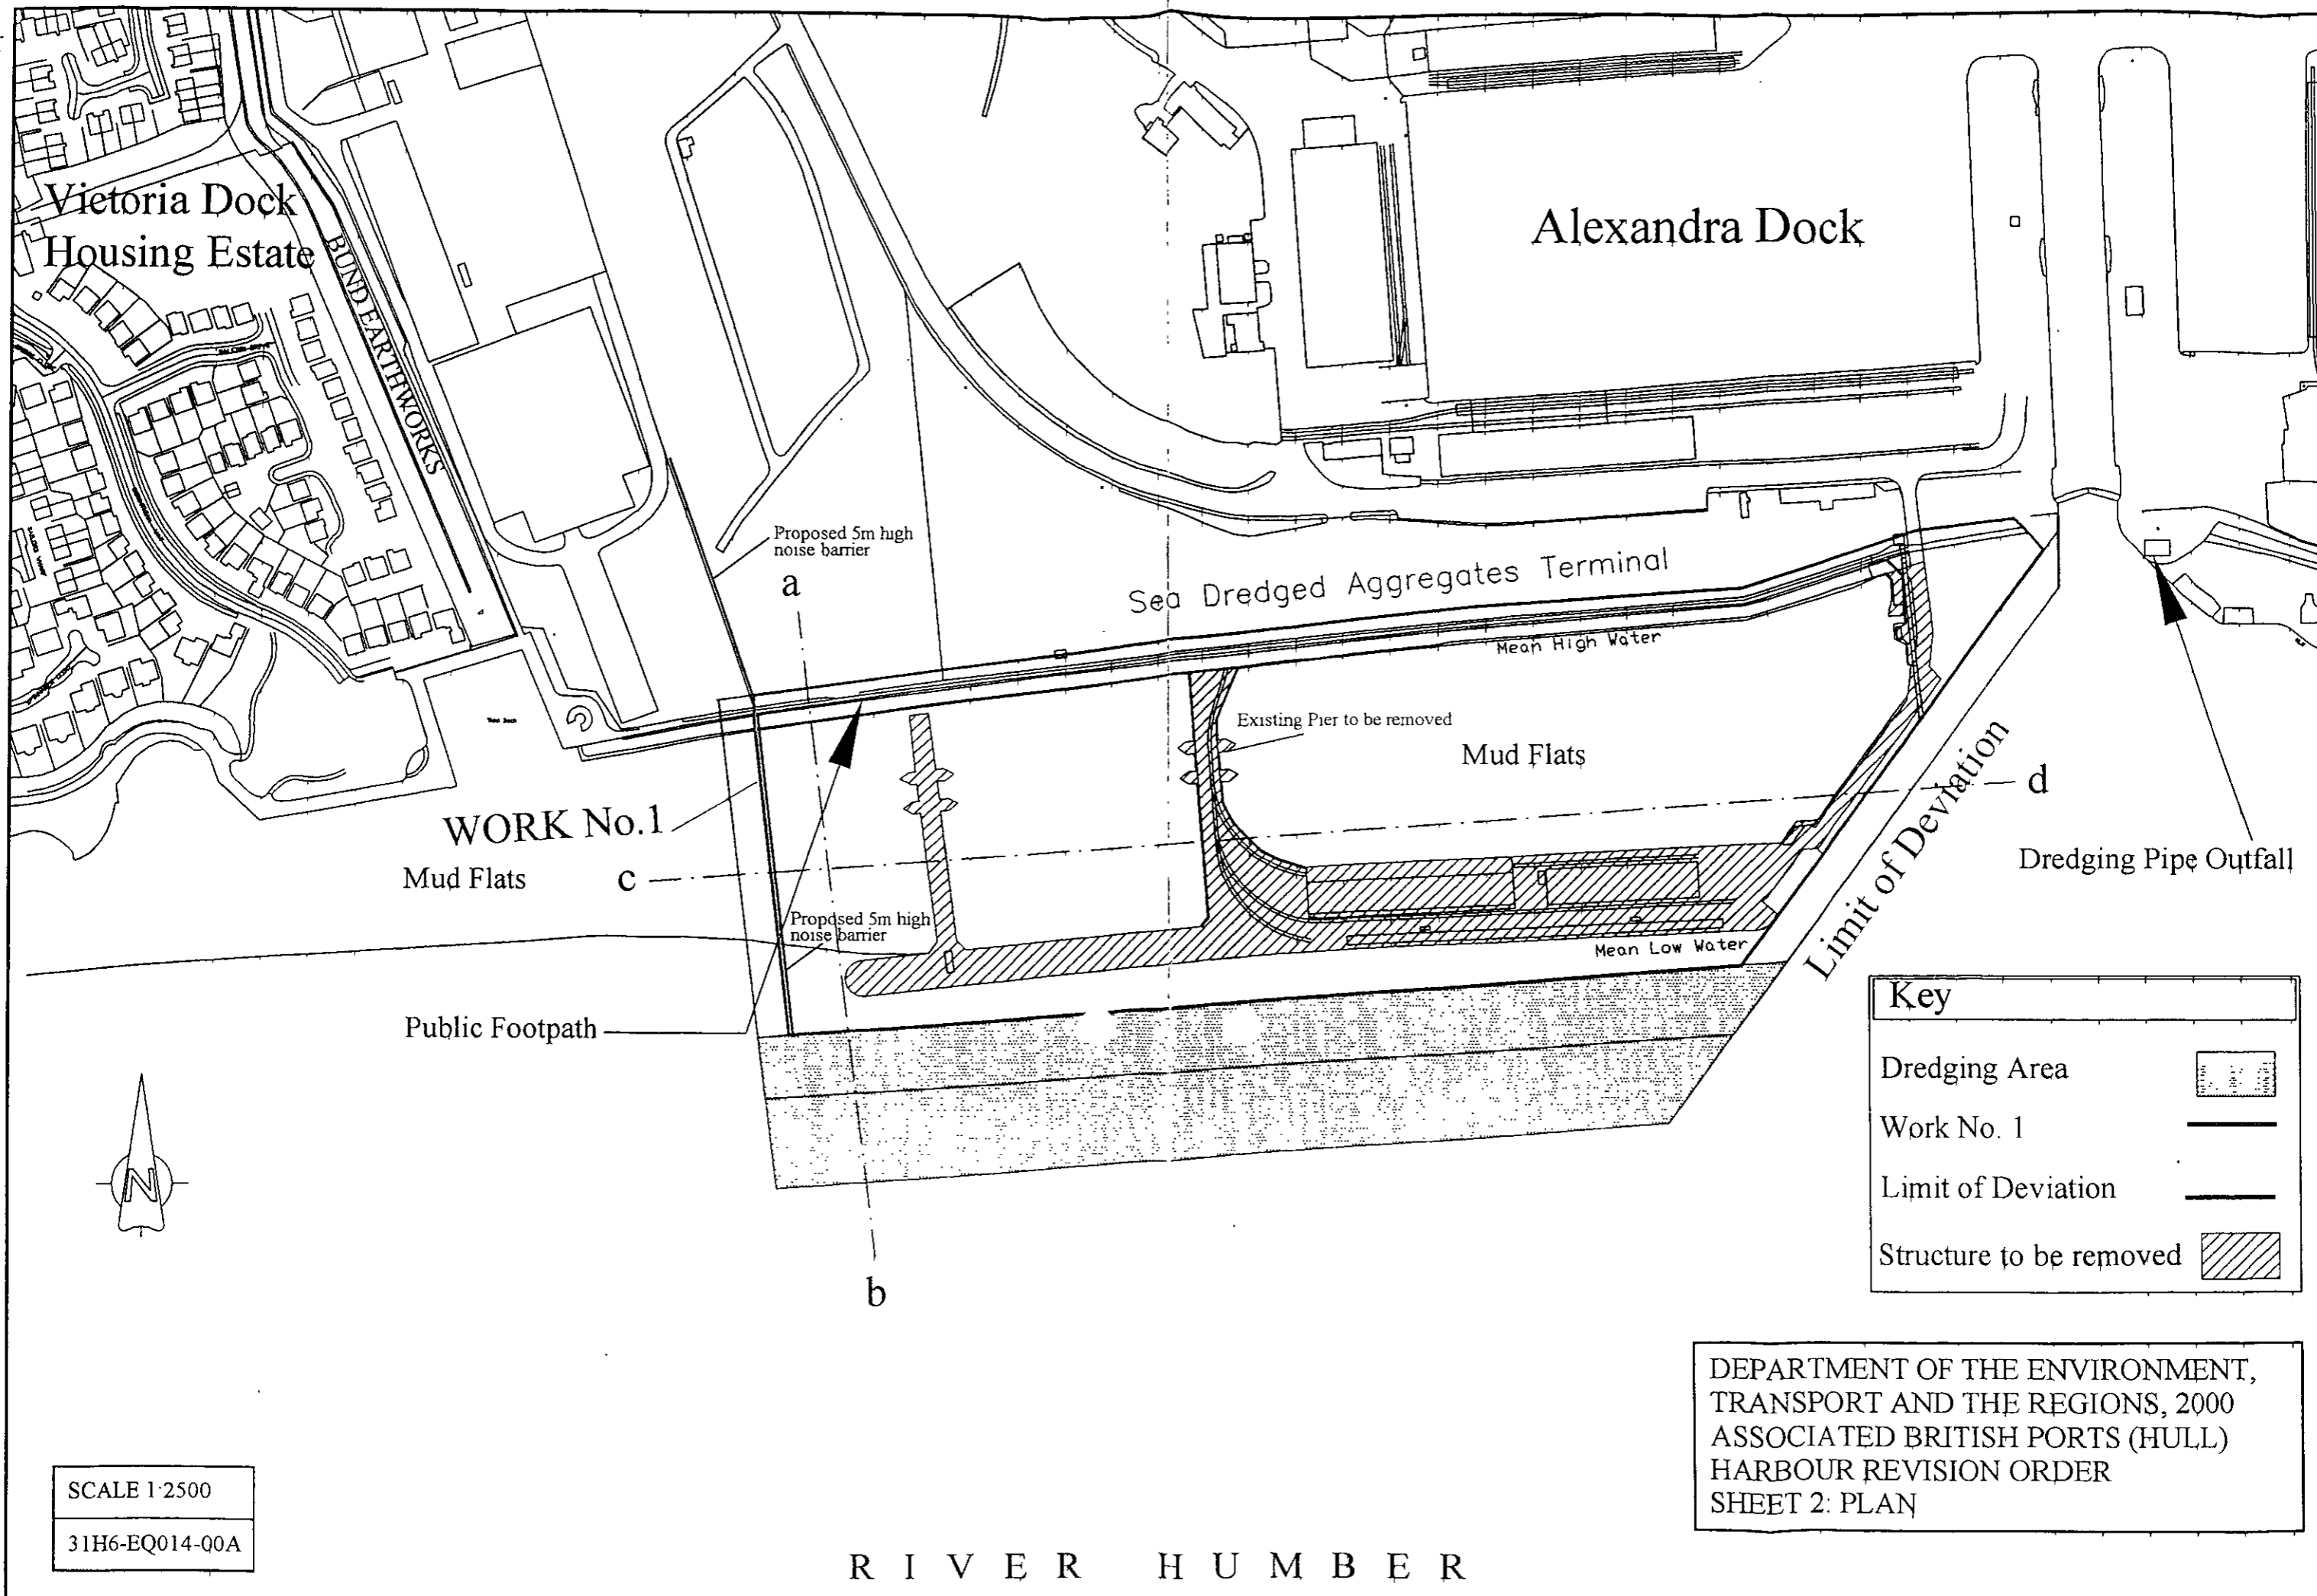 Victoria Dock
Housing Estate
BUND EARTHWORKS
Alexandra Dock
Proposed 5m high
noise barrier
a
Sea Dredged Aggregates Terminal
Mean High Water
Existing Pier to be removed
Mud Flats
WORK No.1
Mud Flats
c
d
Limit of Deviation
Dredging Pipe Outfall
Proposed 5m high
noise barrier
Mean Low Water
Public Footpath
b
N
Key
Dredging Area
Work No. 1
Limit of Deviation
Structure to be removed
DEPARTMENT OF THE ENVIRONMENT,
TRANSPORT AND THE REGIONS, 2000
ASSOCIATED BRITISH PORTS (HULL)
HARBOUR REVISION ORDER
SHEET 2: PLAN
SCALE 1:2500
31H6-EQ014-00A
RIVER HUMBER